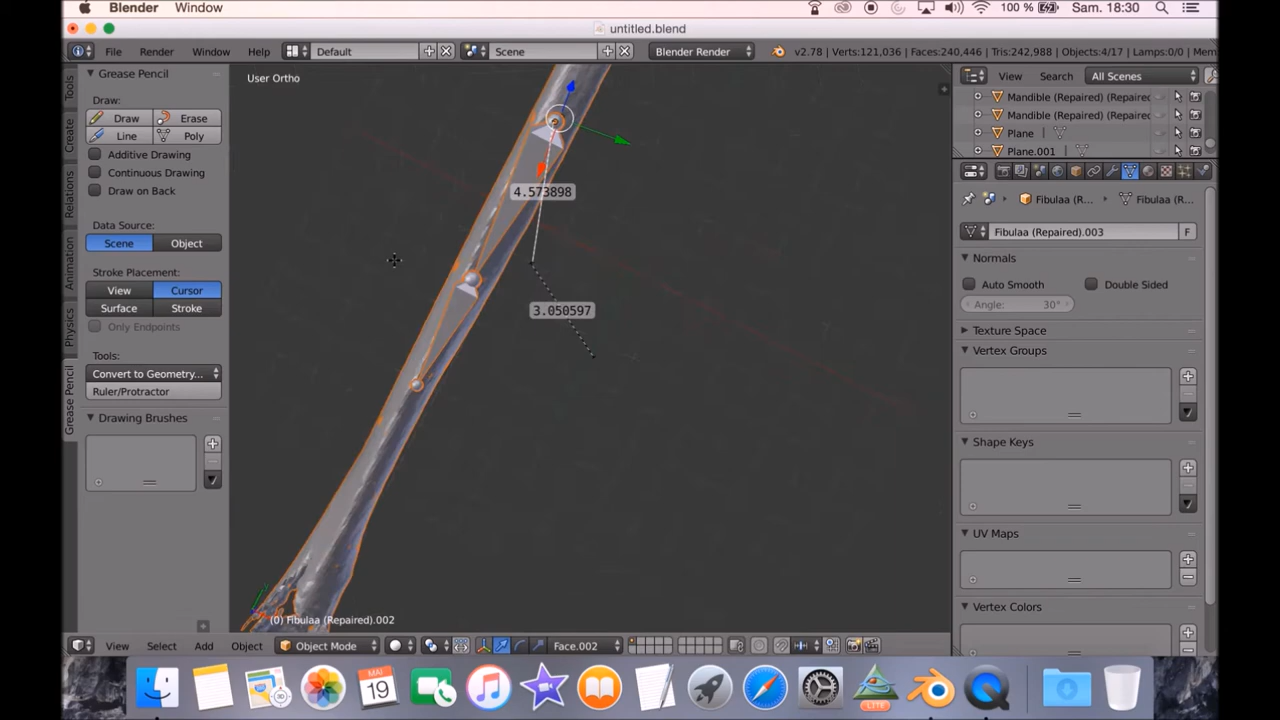 Blender Window 100 % Sam. 18:30
untitled.blend
File Render Window Help Default Scene Blender Render v2.78 | Verts:121,036 | Faces:240,446 | Tris:242,988 | Objects:4/17 | Lamps:0/0 | Mem
Tools
Create
Relations
Animation
Physics
Grease Pencil
Grease Pencil
Draw:
Draw Erase
Line Poly
Additive Drawing
Continuous Drawing
Draw on Back
Data Source:
Scene Object
Stroke Placement:
View Cursor
Surface Stroke
Only Endpoints
Tools:
Convert to Geometry...
Ruler/Protractor
Drawing Brushes
User Ortho
4.573898
3.050597
(0) Fibulaa (Repaired).002
View Select Add Object Object Mode Face.002
View Search All Scenes
Mandible (Repaired) (Repaired
Mandible (Repaired) (Repaired
Plane
Plane.001
Fibulaa (R... Fibulaa (R...
Fibulaa (Repaired).003 F
Normals
Auto Smooth Double Sided
Angle: 30°
Texture Space
Vertex Groups
Shape Keys
UV Maps
Vertex Colors
MAI
19
LITE